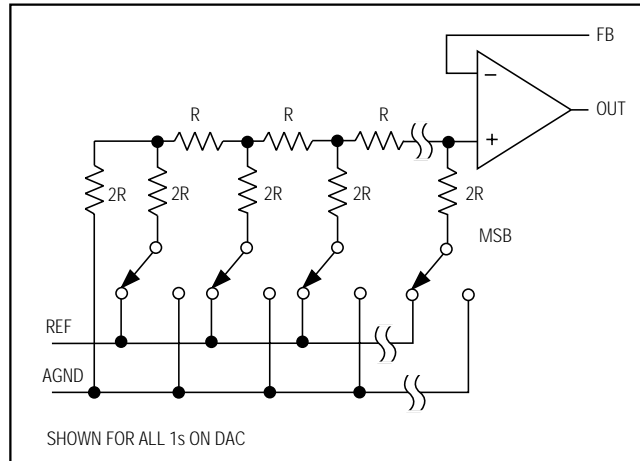 FB
−
OUT
+
R R R
2R 2R 2R 2R 2R
MSB
REF
AGND
SHOWN FOR ALL 1s ON DAC